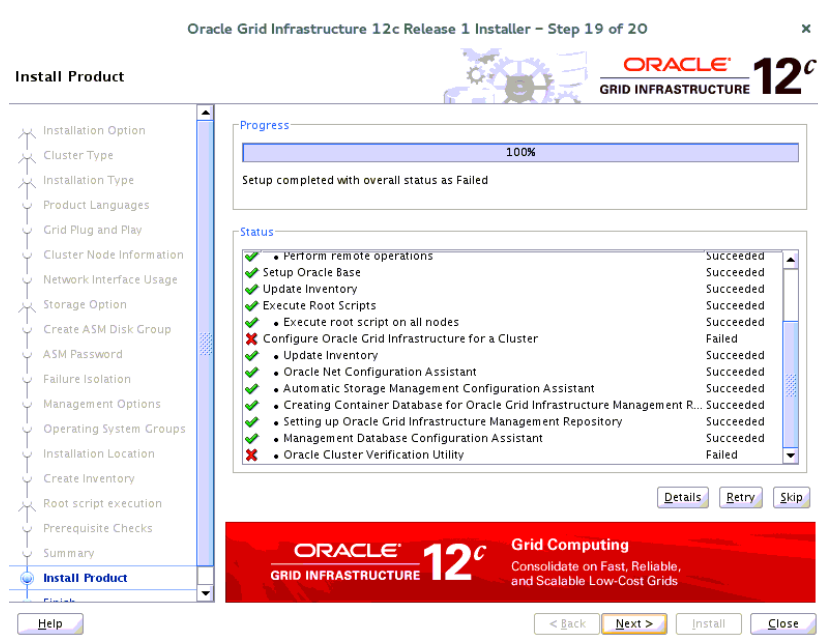 Oracle Grid Infrastructure 12c Release 1 Installer – Step 19 of 20
Install Product
ORACLE
GRID INFRASTRUCTURE
12c
Installation Option
Cluster Type
Installation Type
Product Languages
Grid Plug and Play
Cluster Node Information
Network Interface Usage
Storage Option
Create ASM Disk Group
ASM Password
Failure Isolation
Management Options
Operating System Groups
Installation Location
Create Inventory
Root script execution
Prerequisite Checks
Summary
Install Product
Finish
Progress
100%
Setup completed with overall status as Failed
Status
• Perform remote operations Succeeded
Setup Oracle Base Succeeded
Update Inventory Succeeded
Execute Root Scripts Succeeded
• Execute root script on all nodes Succeeded
Configure Oracle Grid Infrastructure for a Cluster Failed
• Update Inventory Succeeded
• Oracle Net Configuration Assistant Succeeded
• Automatic Storage Management Configuration Assistant Succeeded
• Creating Container Database for Oracle Grid Infrastructure Management R... Succeeded
• Setting up Oracle Grid Infrastructure Management Repository Succeeded
• Management Database Configuration Assistant Succeeded
• Oracle Cluster Verification Utility Failed
Details Retry Skip
ORACLE
GRID INFRASTRUCTURE
12c
Grid Computing
Consolidate on Fast, Reliable,
and Scalable Low-Cost Grids
Help < Back Next > Install Close